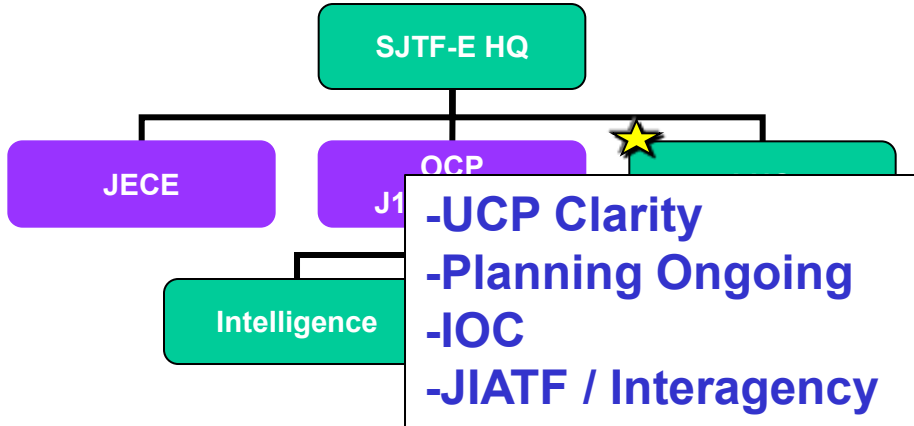 SJTF-E HQ
JECE
OCP
J1
Intelligence
-UCP Clarity
-Planning Ongoing
-IOC
-JIATF / Interagency